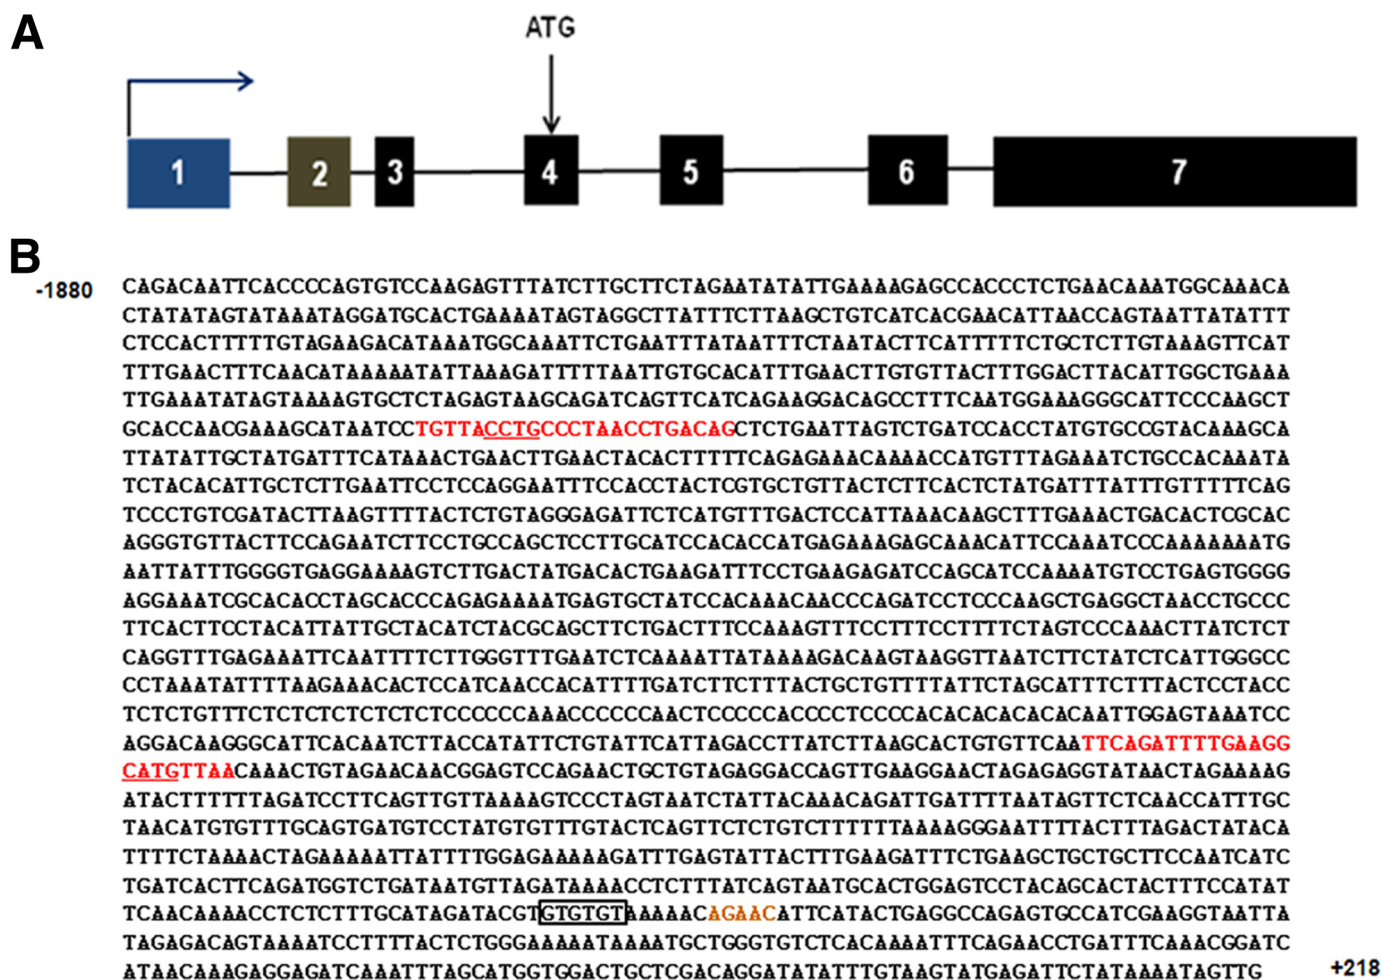 A
ATG
1 2 3 4 5 6 7
B
-1880 CAGACAATTCACCCCAGTGTCCAAGAGTTTATCTTGCTTCTAGAATATATTGAAAAGAGCCACCCTCTGAACAAATGGCAAACA
CTATATAGTATAAATAGGATGCACTGAAAATAGTAGGCTTATTTCTTAAGCTGTCATCACGAACATTAACCAGTAATTATATTT
CTCCACTTTTTGTAGAAGACATAAATGGCAAATTCTGAATTTATAATTTCTAATACTTCATTTTTCTGCTCTTGTAAAGTTCAT
TTTGAACTTTCAACATAAAAATATTAAAGATTTTTAATTGTGCACATTTGAACTTGTGTTACTTTGGACTTACATTGGCTGAAA
TTGAAATATAGTAAAAGTGCTCTAGAGTAAGCAGATCAGTTCATCAGAAGGACAGCCTTTCAATGGAAAGGGCATTCCCAAGCT
GCACCAACGAAAGCATAATCCTGTTACCTGCCCTAACCTGACAGCTCTGAATTAGTCTGATCCACCTATGTGCCGTACAAAGCA
TTATATTGCTATGATTTCATAAACTGAACTTGAACTACACTTTTTCAGAGAAACAAAACCATGTTTAGAAATCTGCCACAAATA
TCTACACATTGCTCTTGAATTCCTCCAGGAATTTCCACCTACTCGTGCTGTTACTCTTCACTCTATGATTTATTTGTTTTTCAG
TCCCTGTCGATACTTAAGTTTTACTCTGTAGGGAGATTCTCATGTTTGACTCCATTAAACAAGCTTTGAAACTGACACTCGCAC
AGGGTGTTACTTCCAGAATCTTCCTGCCAGCTCCTTGCATCCACACCATGAGAAAGAGCAAACATTCCAAATCCCAAAAAAATG
AATTATTTGGGGTGAGGAAAAGTCTTGACTATGACACTGAAGATTTCCTGAAGAGATCCAGCATCCAAAATGTCCTGAGTGGGG
AGGAAATCGCACACCTAGCACCCAGAGAAAATGAGTGCTATCCACAAACAACCCAGATCCTCCCAAGCTGAGGCTAACCTGCCC
TTCACTTCCTACATTATTGCTACATCTACGCAGCTTCTGACTTTCCAAAGTTTCCTTTCCTTTTCTAGTCCCAAACTTATCTCT
CAGGTTTGAGAAATTCAATTTTCTTGGGTTTGAATCTCAAAATTATAAAAGACAAGTAAGGTTAATCTTCTATCTCATTGGGCC
CCTAAATATTTTAAGAAACACTCCATCAACCACATTTTGATCTTCTTTACTGCTGTTTTATTCTAGCATTTCTTTACTCCTACC
TCTCTGTTTCTCTCTCTCTCTCTCCCCCCAAACCCCCCAACTCCCCCACCCCTCCCCACACACACACACAATTGGAGTAAATCC
AGGACAAGGGCATTCACAATCTTACCATATTCTGTATTCATTAGACCTTATCTTAAGCACTGTGTTCAATTCAGATTTTGAAGG
CATGTTAACAAACTGTAGAACAACGGAGTCCAGAACTGCTGTAGAGGACCAGTTGAAGGAACTAGAGAGGTATAACTAGAAAAG
ATACTTTTTTAGATCCTTCAGTTGTTAAAAGTCCCTAGTAATCTATTACAAACAGATTGATTTTAATAGTTCTCAACCATTTGC
TAACATGTGTTTGCAGTGATGTCCTATGTGTTTGTACTCAGTTCTCTGTCTTTTTTAAAAGGGAATTTTACTTTAGACTATACA
TTTTCTAAAACTAGAAAAATTATTTTGGAGAAAAAGATTTGAGTATTACTTTGAAGATTTCTGAAGCTGCTGCTTCCAATCATC
TGATCACTTCAGATGGTCTGATAATGTTAGATAAAACCTCTTTATCAGTAATGCACTGGAGTCCTACAGCACTACTTTCCATAT
TCAACAAAACCTCTCTTTGCATAGATACGTGTGTGTAAAAACAGAACATTCATACTGAGGCCAGAGTGCCATCGAAGGTAATTA
TAGAGACAGTAAAATCCTTTTACTCTGGGAAAAATAAAATGCTGGGTGTCTCACAAAATTTCAGAACCTGATTTCAAACGGATC
ATAACAAAGAGGAGATCAAATTTAGCATGGTGGACTGCTCGACAGGATATATTTGTAAGTATGAGATTCTATAAAATAGTTG +218